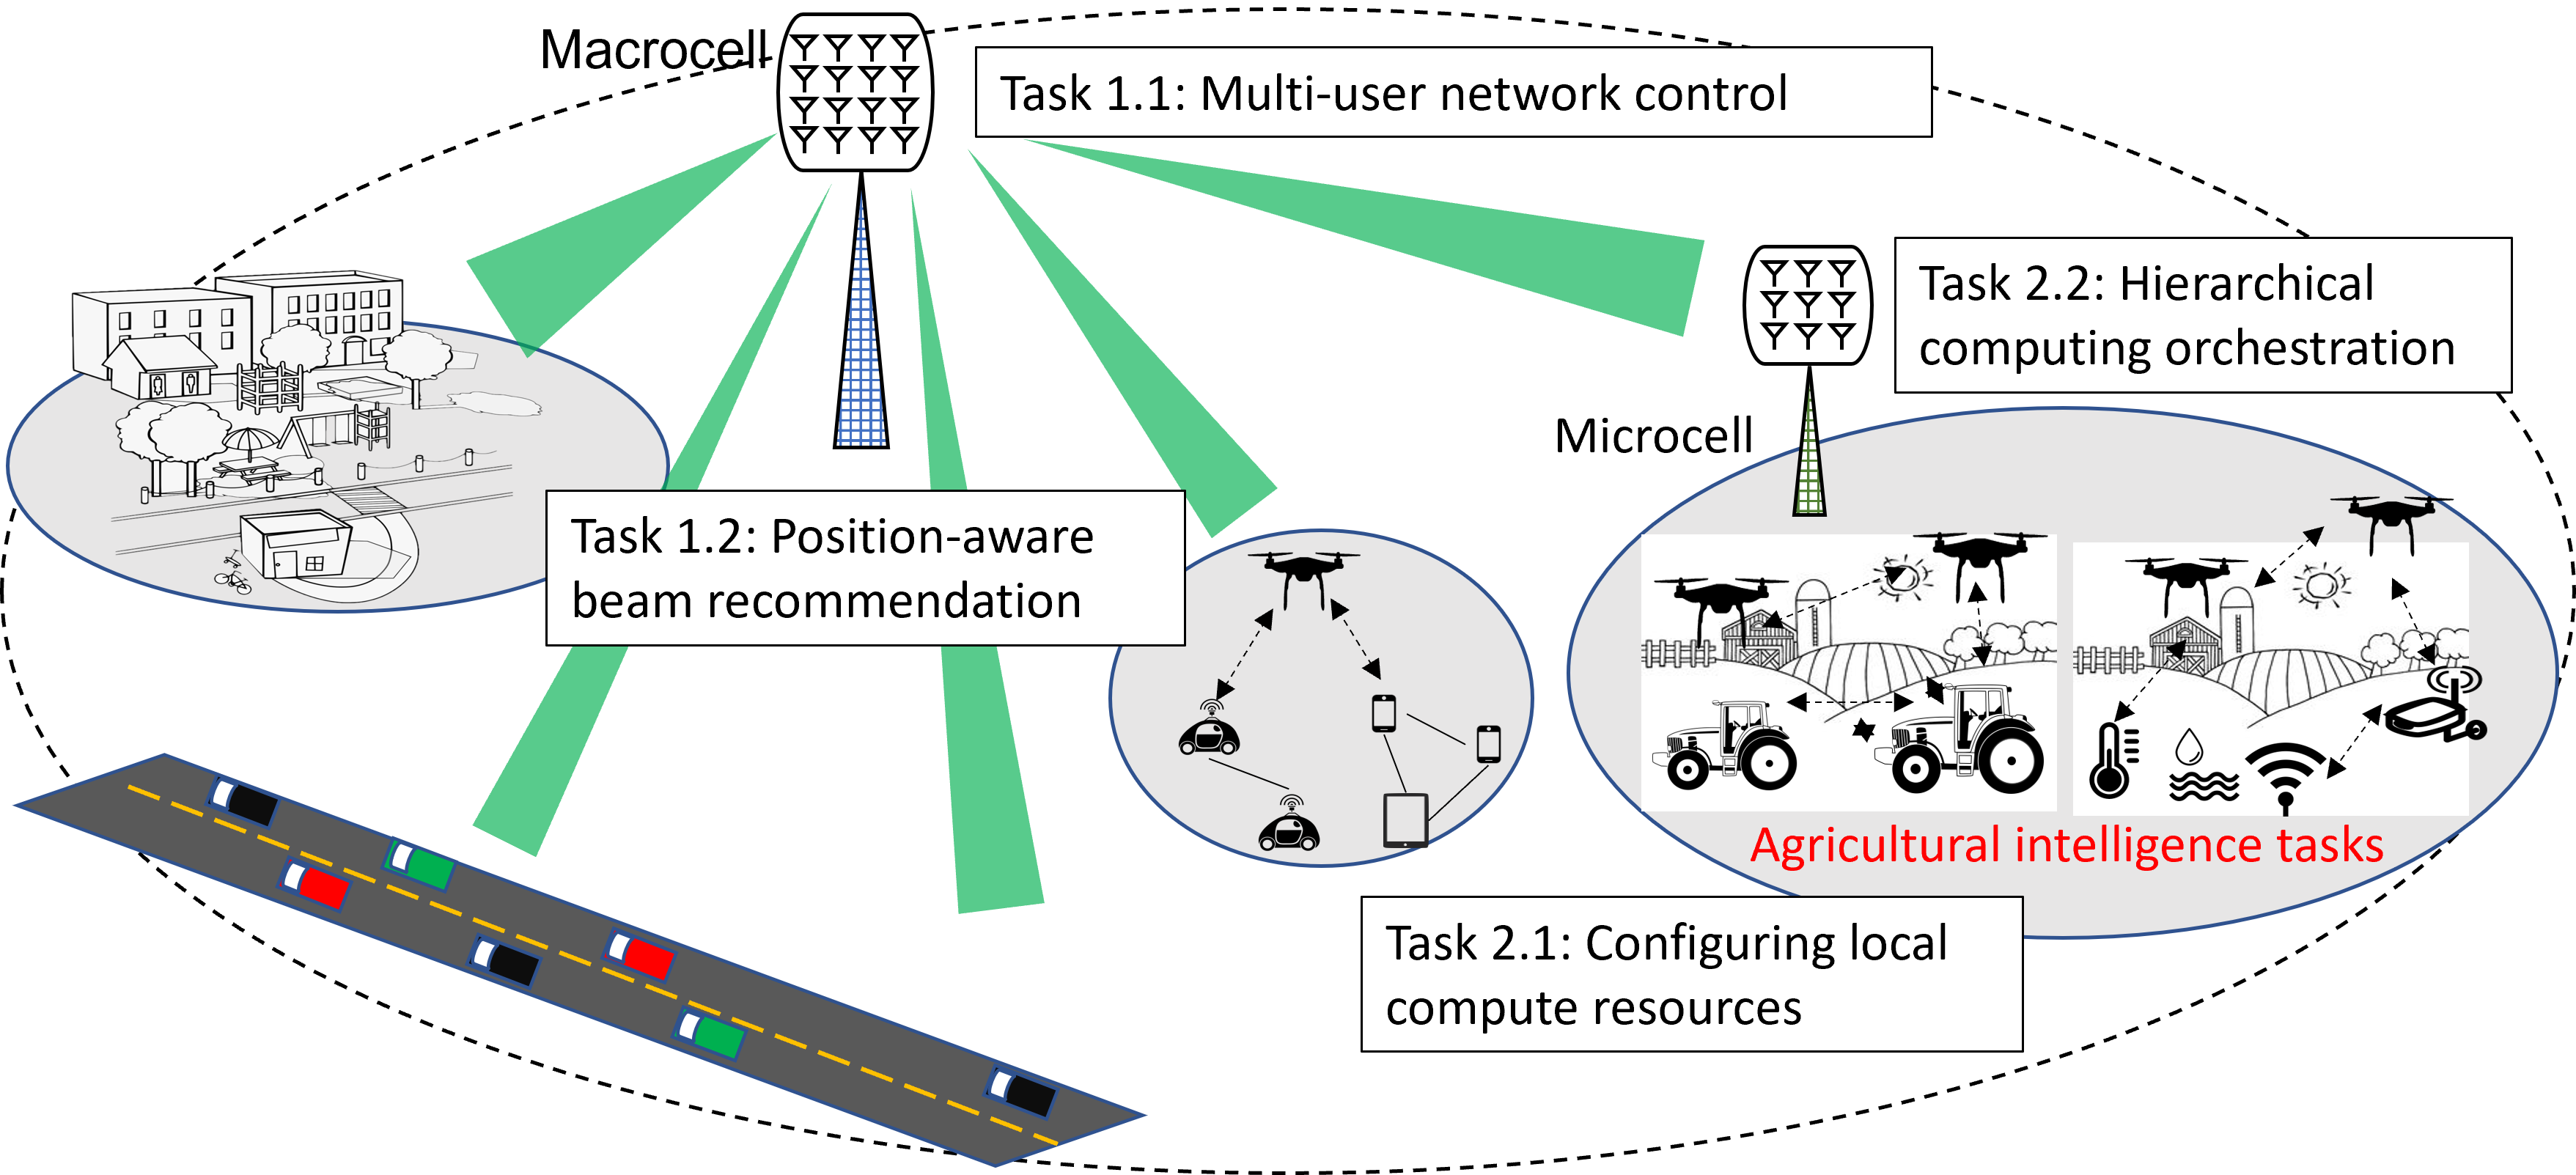 Macrocell
Task 1.1: Multi-user network control
Task 2.2: Hierarchical
computing orchestration
Microcell
Task 1.2: Position-aware
beam recommendation
Agricultural intelligence tasks
Task 2.1: Configuring local
compute resources